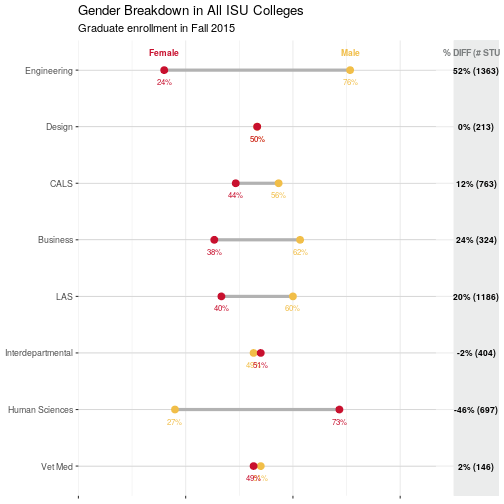 Gender Breakdown in All ISU Colleges
Graduate enrollment in Fall 2015
Female Male % DIFF (# STU
Engineering 24% 76% 52% (1363)
Design 50% 0% (213)
CALS 44% 56% 12% (763)
Business 38% 62% 24% (324)
LAS 40% 60% 20% (1186)
Interdepartmental 51% -2% (404)
Human Sciences 27% 73% -46% (697)
Vet Med 49% 2% (146)